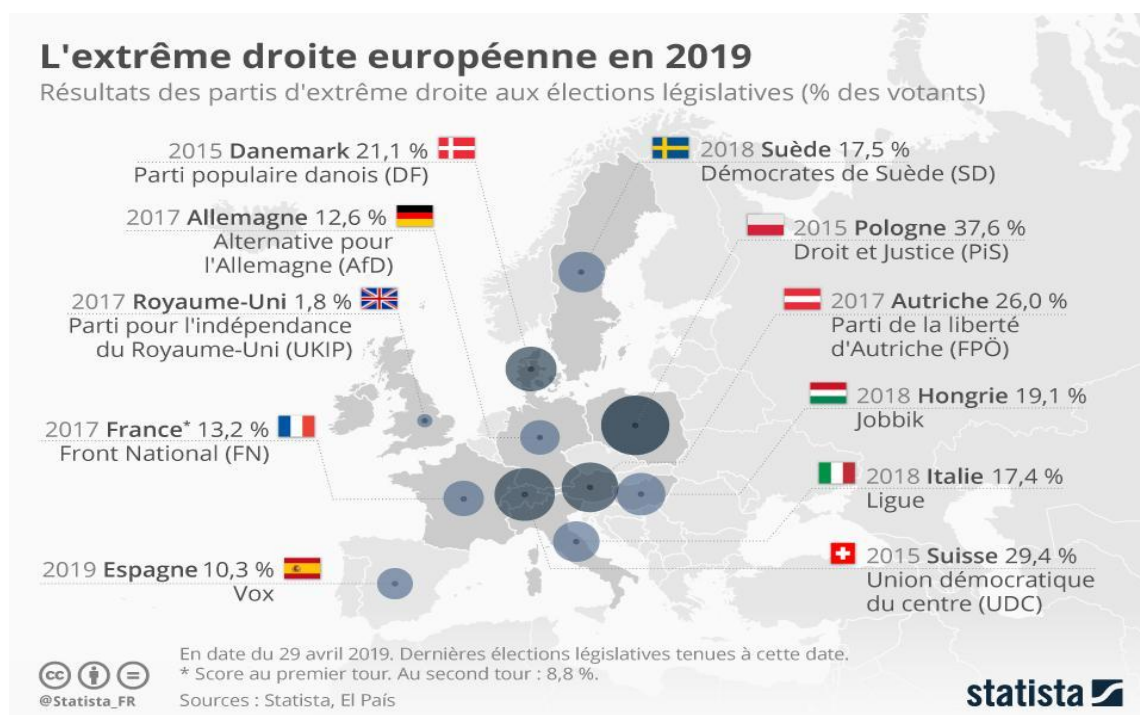 L'extrême droite européenne en 2019
Résultats des partis d'extrême droite aux élections législatives (% des votants)
2015 Danemark 21,1 %
Parti populaire danois (DF)
2017 Allemagne 12,6 %
Alternative pour
l'Allemagne (AfD)
2017 Royaume-Uni 1,8 %
Parti pour l'indépendance
du Royaume-Uni (UKIP)
2017 France* 13,2 %
Front National (FN)
2019 Espagne 10,3 %
Vox
2018 Suède 17,5 %
Démocrates de Suède (SD)
2015 Pologne 37,6 %
Droit et Justice (PiS)
2017 Autriche 26,0 %
Parti de la liberté
d'Autriche (FPÖ)
2018 Hongrie 19,1 %
Jobbik
2018 Italie 17,4 %
Ligue
2015 Suisse 29,4 %
Union démocratique
du centre (UDC)
En date du 29 avril 2019. Dernières élections législatives tenues à cette date.
* Score au premier tour. Au second tour : 8,8 %.
Sources : Statista, El País
cc
@Statista_FR
statista